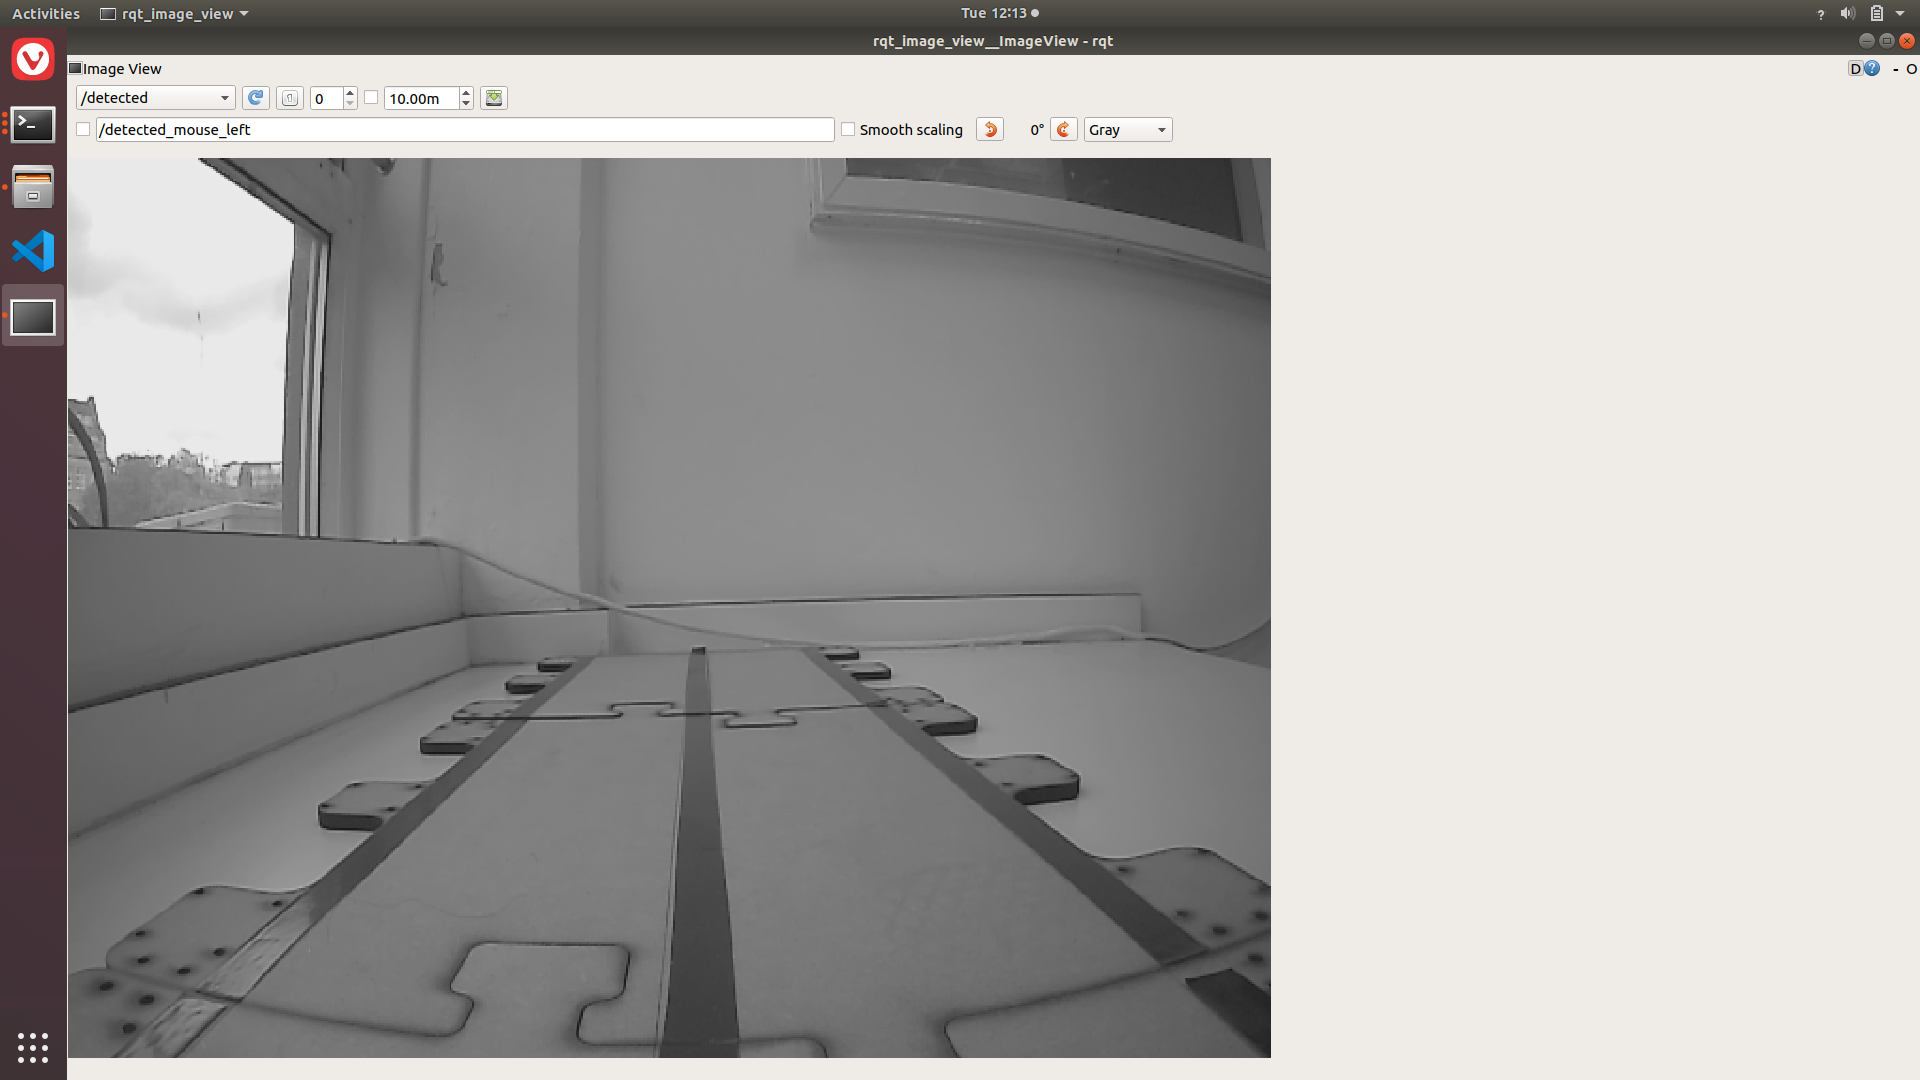 Activities rqt_image_view Tue 12:13 ?
rqt_image_view__ImageView - rqt
Image View D ? - O
/detected 0 10.00m
/detected_mouse_left Smooth scaling 0° Gray